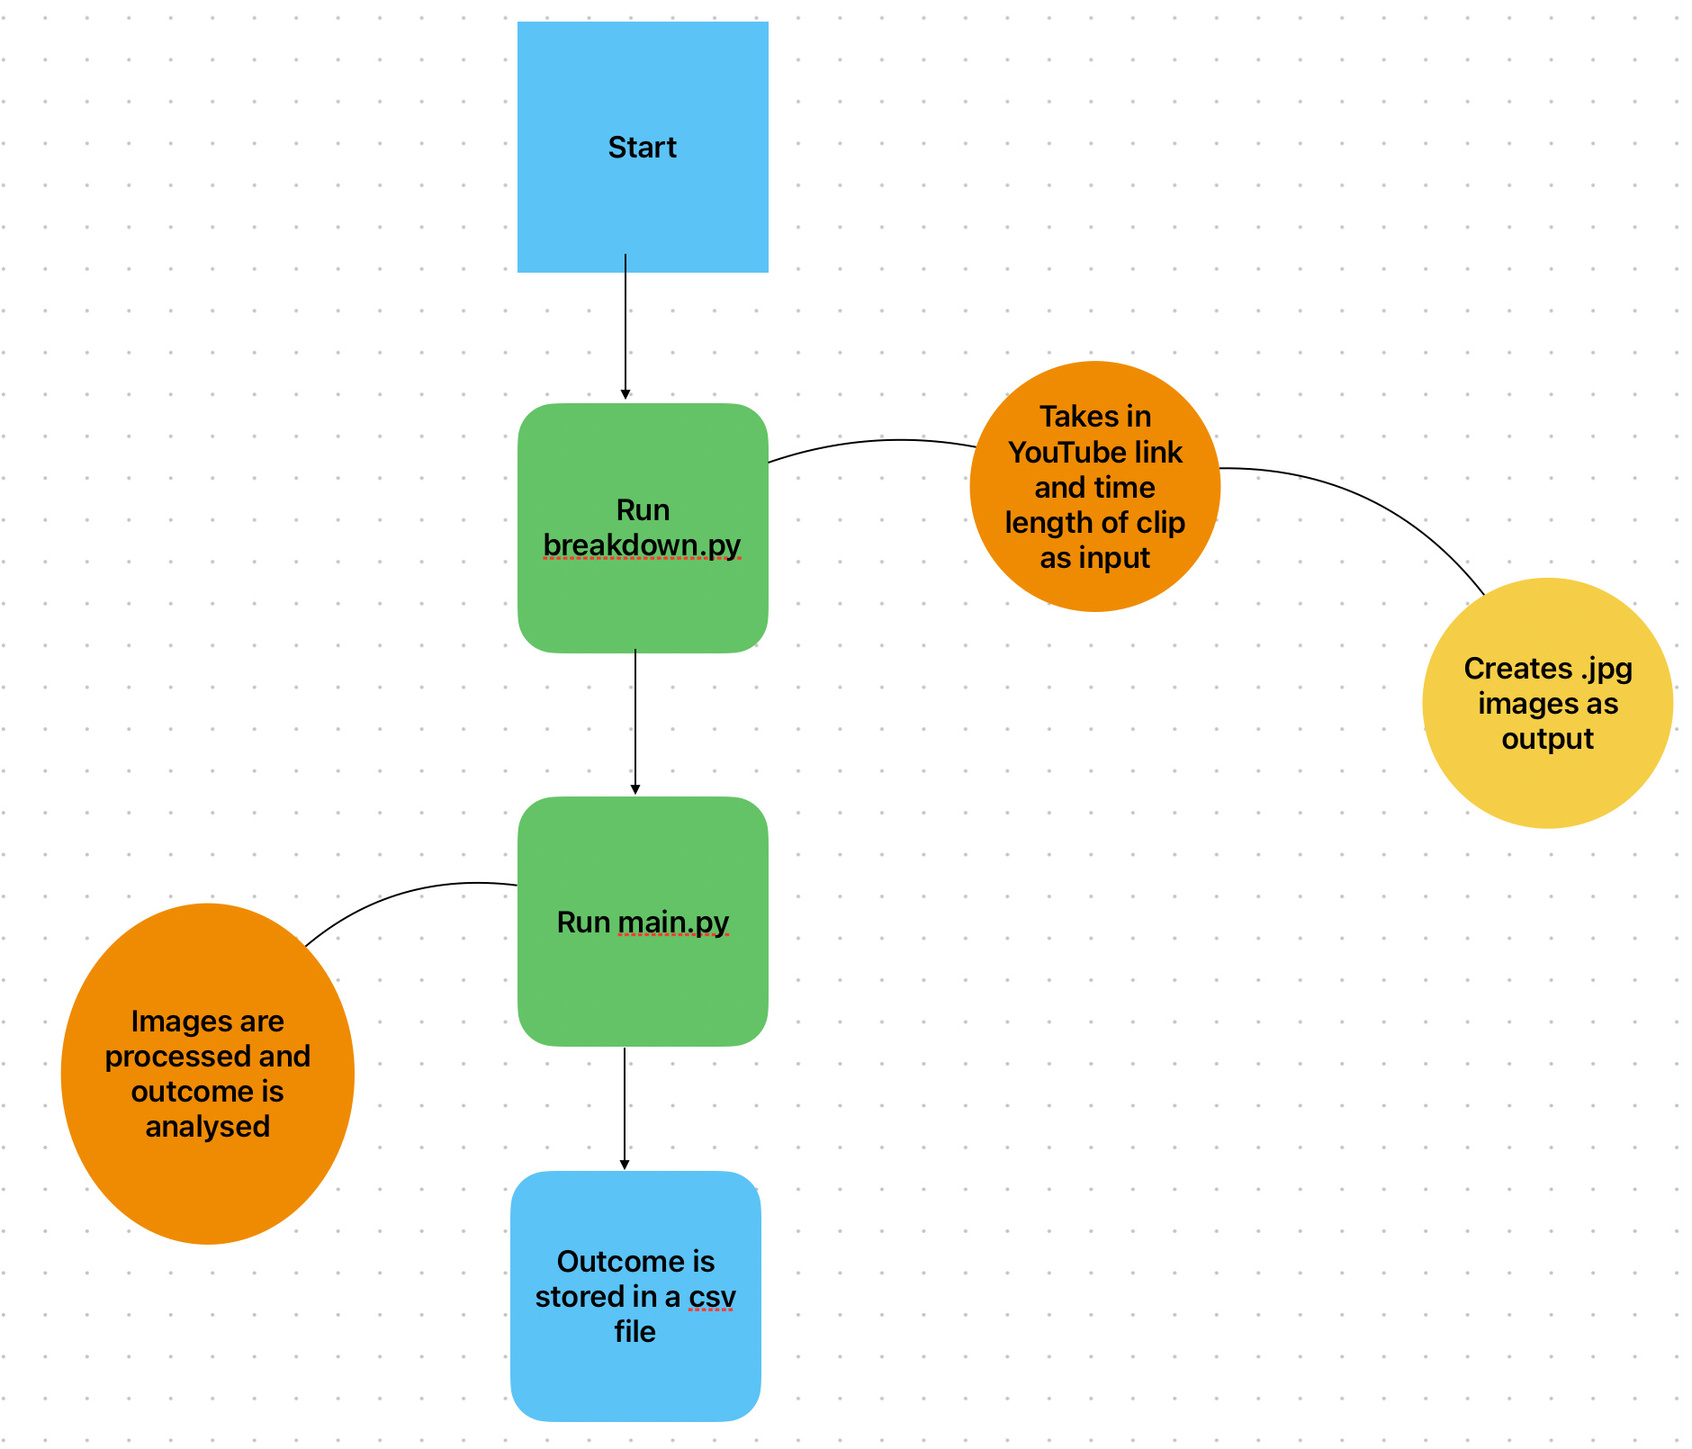 Start
Run
breakdown.py
Takes in
YouTube link
and time
length of clip
as input
Creates .jpg
images as
output
Run main.py
Images are
processed and
outcome is
analysed
Outcome is
stored in a csv
file